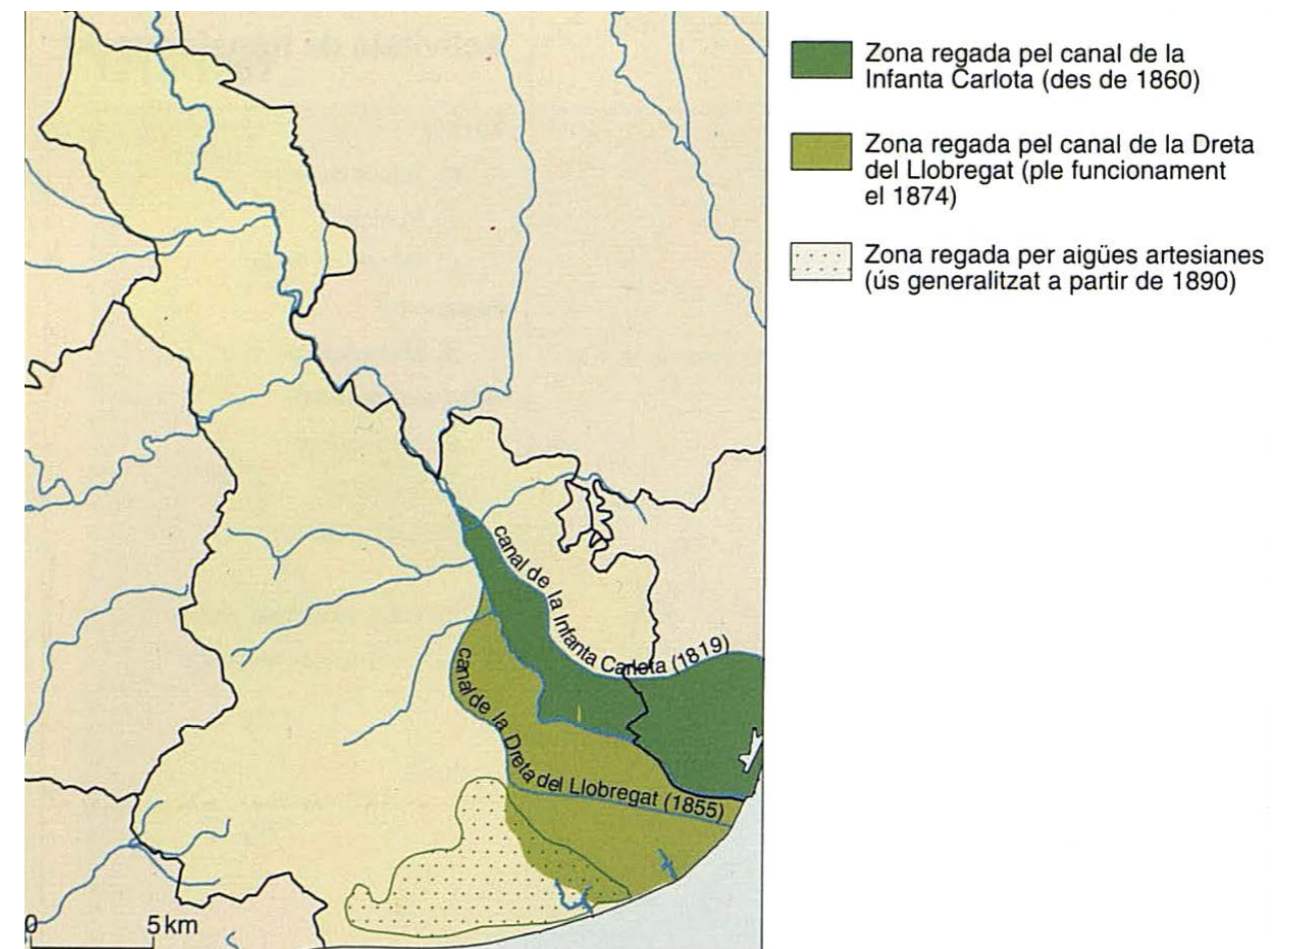 Zona regada pel canal de la
Infanta Carlota (des de 1860)
Zona regada pel canal de la Dreta
del Llobregat (ple funcionament
el 1874)
Zona regada per aigües artesianes
(ús generalitzat a partir de 1890)
canal de la Infanta Carlota (1819)
canal de la Dreta del Llobregat (1855)
0 5 km